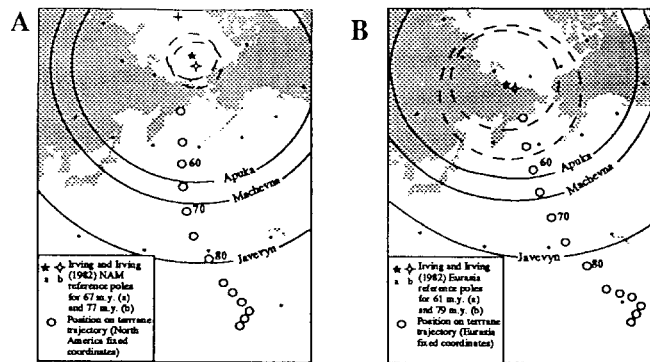 A
60
Apuka
Machevna
70
80
Javevyn
Irving and Irving
(1982) NAM
a b reference poles
for 67 m.y. (a)
and 77 m.y. (b)
Position on terrane
trajectory (North
America fixed
coordinates)
B
60
Apuka
Machevna
70
Javevyn
80
Irving and Irving
(1982) Eurasia
a b reference
poles for 61 m.y. (a)
and 79 m.y. (b)
Position on terrane
trajectory (Eurasia
fixed coordinates)